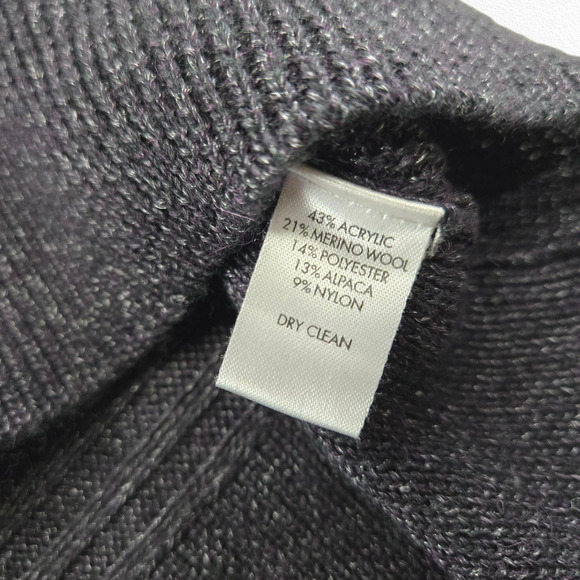 43% ACRYLIC
21% MERINO WOOL
14% POLYESTER
13% ALPACA
9% NYLON
DRY CLEAN